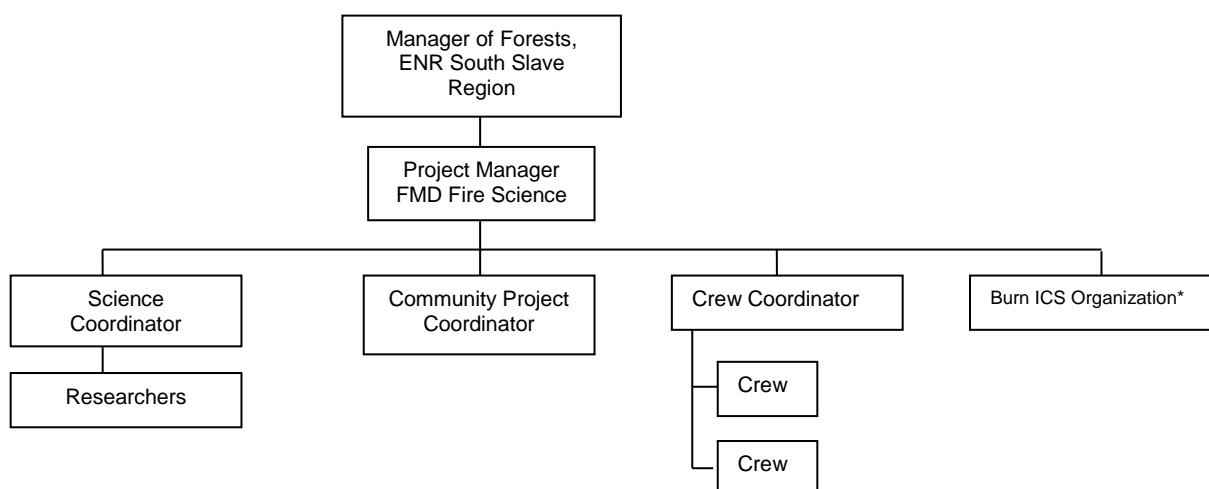 Manager of Forests,
ENR South Slave
Region
Project Manager
FMD Fire Science
Science
Coordinator
Community Project
Coordinator
Crew Coordinator
Burn ICS Organization*
Researchers
Crew
Crew